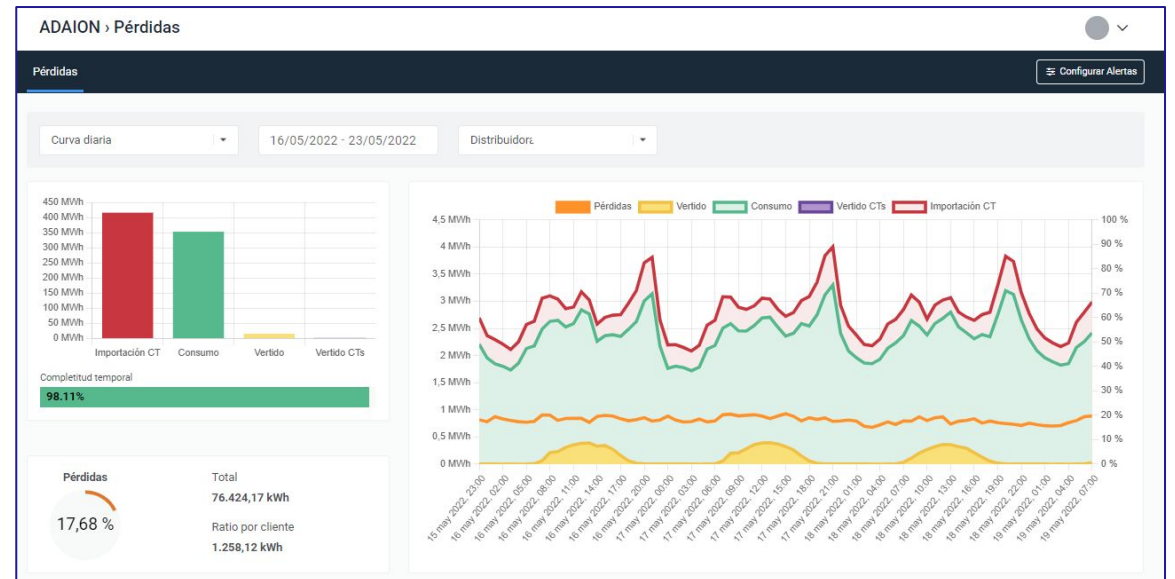 ADAION › Pérdidas
Pérdidas
Configurar Alertas
Curva diaria
16/05/2022 - 23/05/2022
Distribuidora
450 MWh
400 MWh
350 MWh
300 MWh
250 MWh
200 MWh
150 MWh
100 MWh
50 MWh
0 MWh
Importación CT Consumo Vertido Vertido CTs
Completitud temporal
98.11%
Pérdidas
17,68 %
Total
76.424,17 kWh
Ratio por cliente
1.258,12 kWh
Pérdidas Vertido Consumo Vertido CTs Importación CT
4,5 MWh
4 MWh
3,5 MWh
3 MWh
2,5 MWh
2 MWh
1,5 MWh
1 MWh
0,5 MWh
0 MWh
100 %
90 %
80 %
70 %
60 %
50 %
40 %
30 %
20 %
10 %
0 %
15 may 2022, 23:00
16 may 2022, 02:00
16 may 2022, 05:00
16 may 2022, 08:00
16 may 2022, 11:00
16 may 2022, 14:00
16 may 2022, 17:00
16 may 2022, 20:00
17 may 2022, 00:00
17 may 2022, 03:00
17 may 2022, 06:00
17 may 2022, 09:00
17 may 2022, 12:00
17 may 2022, 15:00
17 may 2022, 18:00
17 may 2022, 21:00
18 may 2022, 01:00
18 may 2022, 04:00
18 may 2022, 07:00
18 may 2022, 10:00
18 may 2022, 13:00
18 may 2022, 16:00
18 may 2022, 19:00
18 may 2022, 22:00
19 may 2022, 01:00
19 may 2022, 04:00
19 may 2022, 07:00